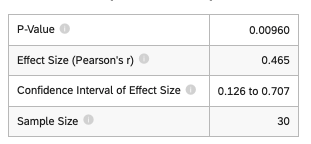 P-Value 0.00960
Effect Size (Pearson's r) 0.465
Confidence Interval of Effect Size 0.126 to 0.707
Sample Size 30